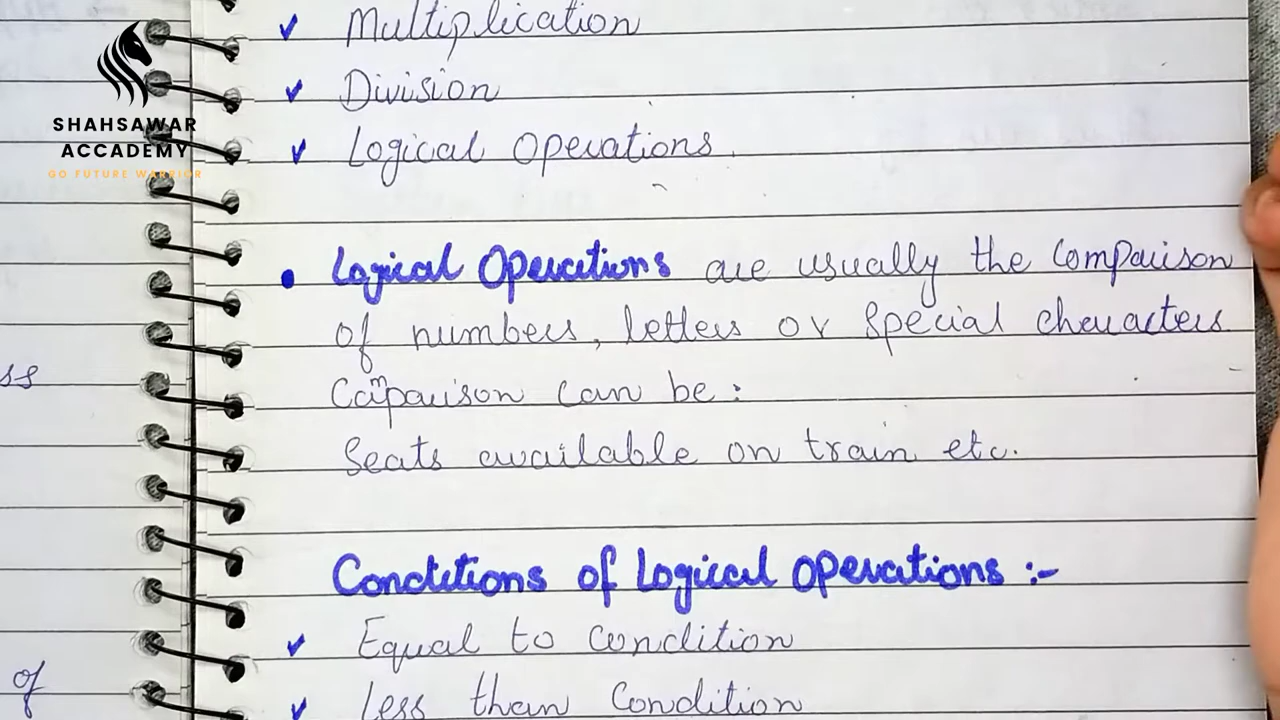 ✓ Multiplication
✓ Division
✓ Logical Operations.
SHAHSAWAR
ACCADEMY
GO FUTURE WARRIOR
• Logical Operations are usually the Comparison
of numbers, letters or special characters
Comparison can be:
Seats available on train etc.
Conditions of Logical Operations :-
✓ Equal to condition
✓ Less than Condition
ss
of